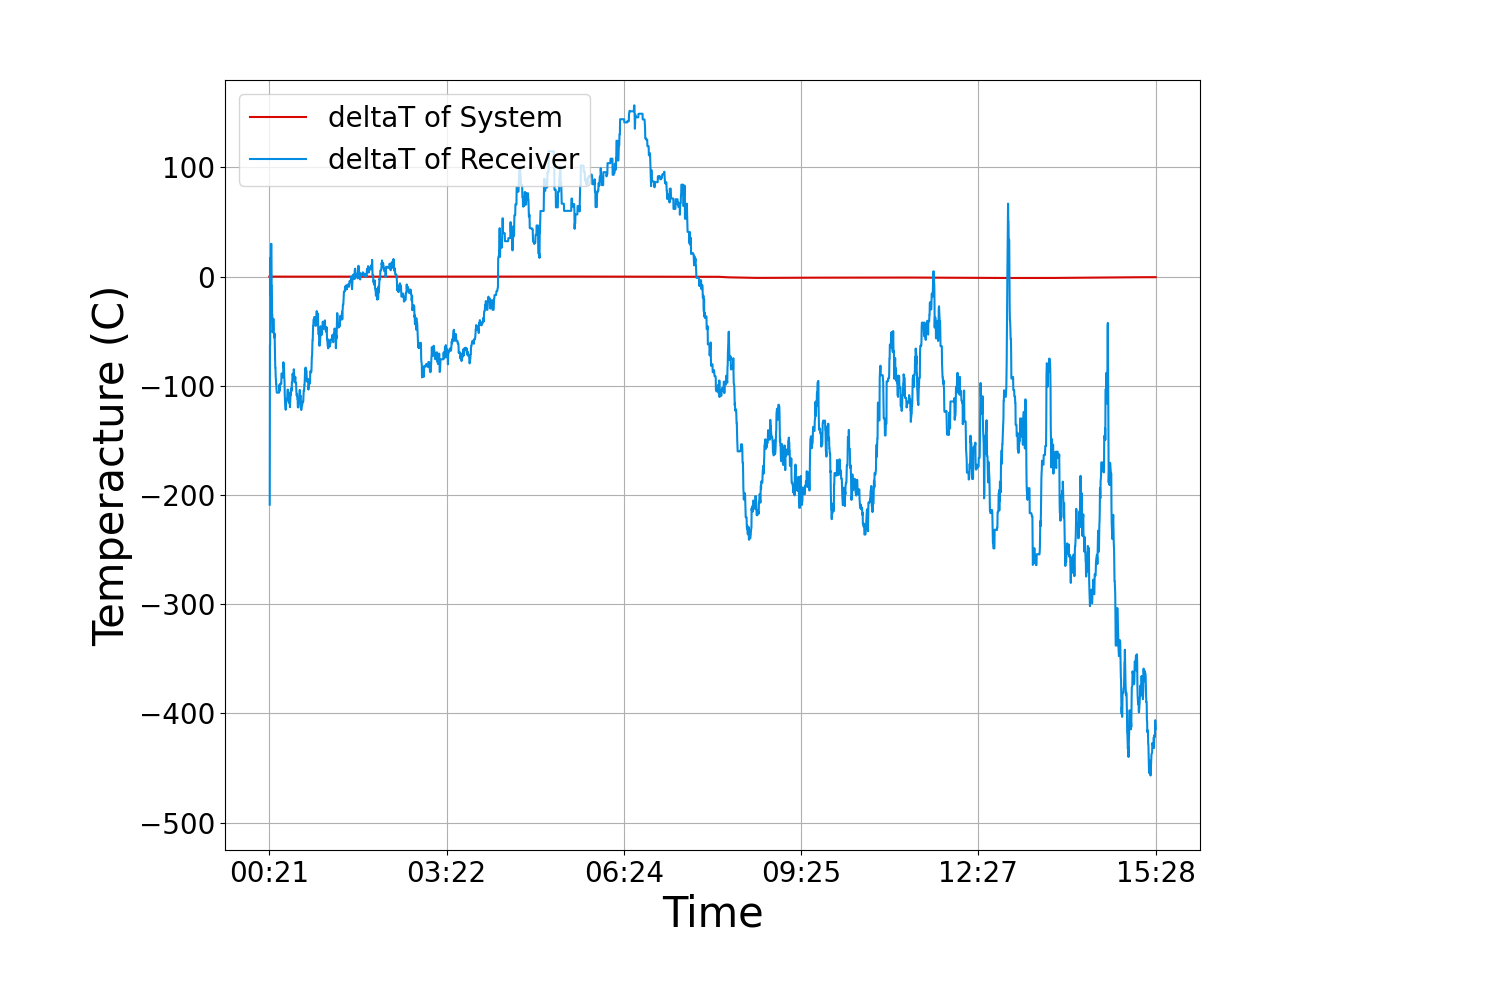 deltaT of System
deltaT of Receiver
100
0
−100
−200
−300
−400
−500
Temperacture (C)
00:21 03:22 06:24 09:25 12:27 15:28
Time